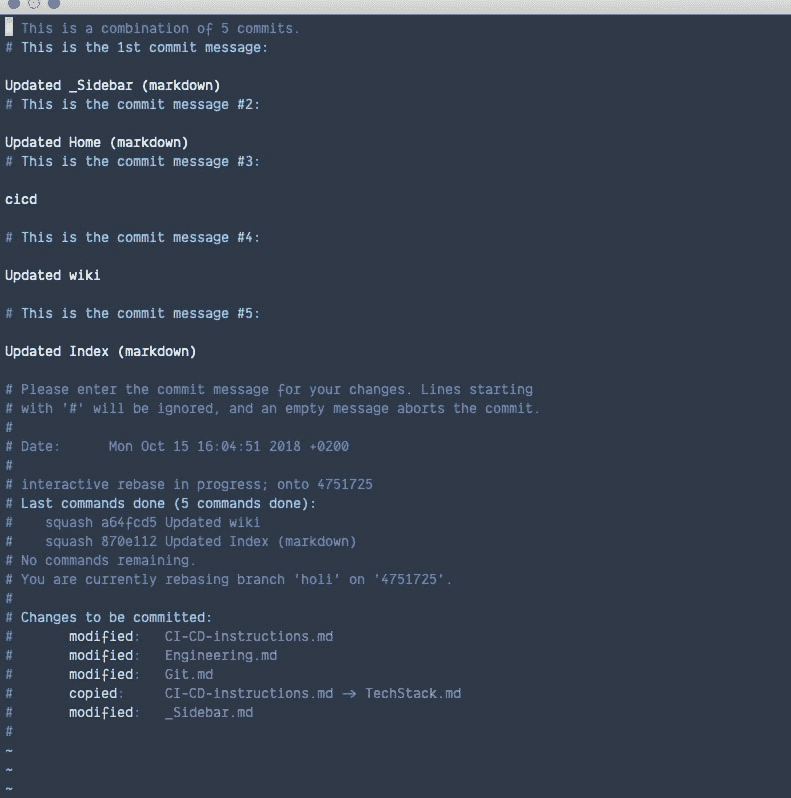 # This is a combination of 5 commits.
# This is the 1st commit message:
Updated _Sidebar (markdown)
# This is the commit message #2:
Updated Home (markdown)
# This is the commit message #3:
cicd
# This is the commit message #4:
Updated wiki
# This is the commit message #5:
Updated Index (markdown)
# Please enter the commit message for your changes. Lines starting
# with '#' will be ignored, and an empty message aborts the commit.
#
# Date:      Mon Oct 15 16:04:51 2018 +0200
#
# interactive rebase in progress; onto 4751725
# Last commands done (5 commands done):
#    squash a64fcd5 Updated wiki
#    squash 870e112 Updated Index (markdown)
# No commands remaining.
# You are currently rebasing branch 'holi' on '4751725'.
#
# Changes to be committed:
#       modified:   CI-CD-instructions.md
#       modified:   Engineering.md
#       modified:   Git.md
#       copied:     CI-CD-instructions.md -> TechStack.md
#       modified:   _Sidebar.md
#
~
~
~